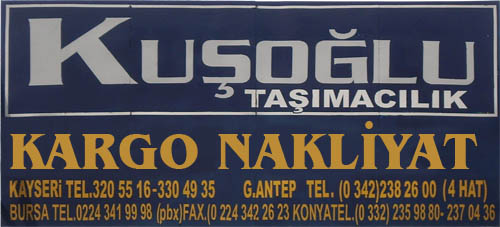 KUŞOĞLU
TAŞIMACILIK
KARGO NAKLİYAT
KAYSERİ TEL.320 55 16-330 49 35 G.ANTEP TEL. (0 342)238 26 00 (4 HAT)
BURSA TEL.0224 341 99 98 (pbx)FAX.(0 224 342 26 23 KONYATEL.(0 332) 235 98 80- 237 04 36